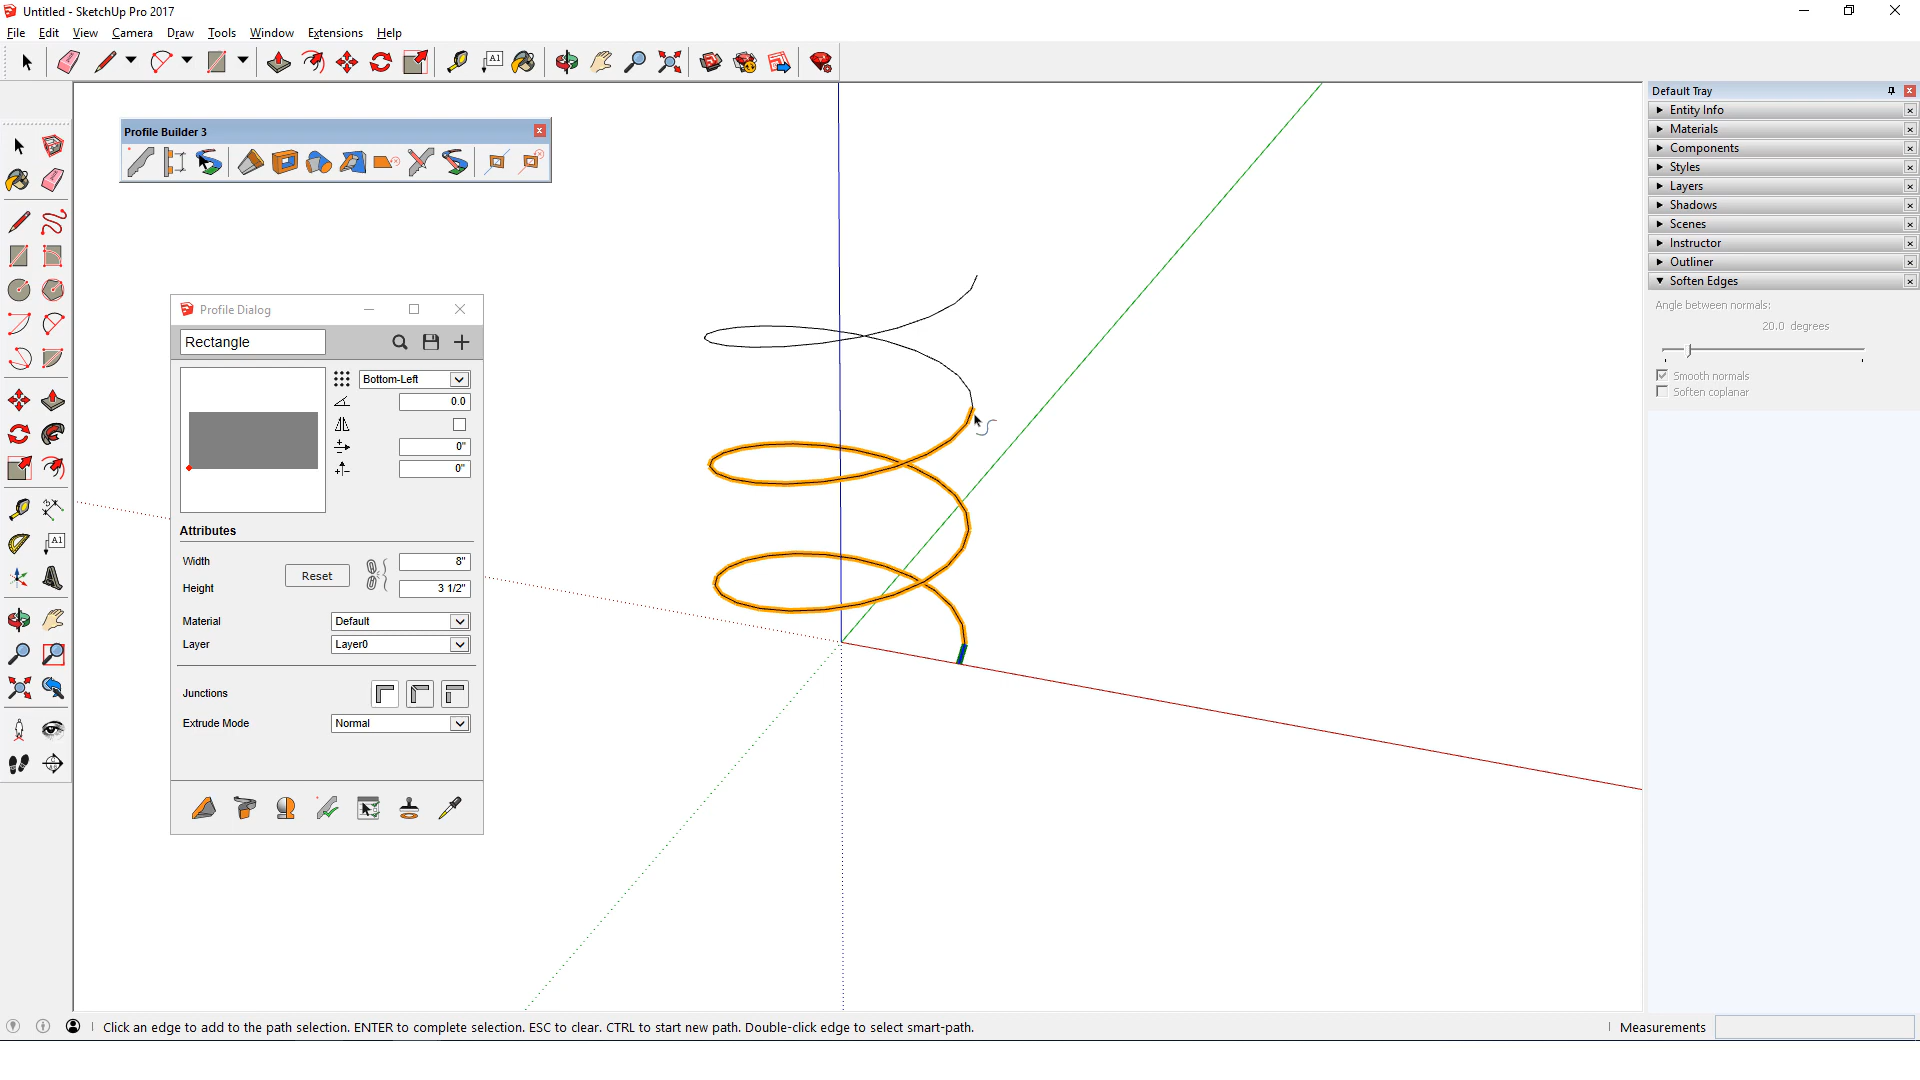 Untitled - SketchUp Pro 2017
File Edit View Camera Draw Tools Window Extensions Help
A1
Default Tray
Entity Info
Materials
Components
Styles
Layers
Shadows
Scenes
Instructor
Outliner
Soften Edges
Angle between normals:
20.0 degrees
Smooth normals
Soften coplanar
Profile Builder 3
Profile Dialog
Rectangle
Bottom-Left
0.0
0"
0"
Attributes
Width 8"
Reset
Height 3 1/2"
Material Default
Layer Layer0
Junctions
Extrude Mode Normal
A1
Click an edge to add to the path selection. ENTER to complete selection. ESC to clear. CTRL to start new path. Double-click edge to select smart-path.
Measurements